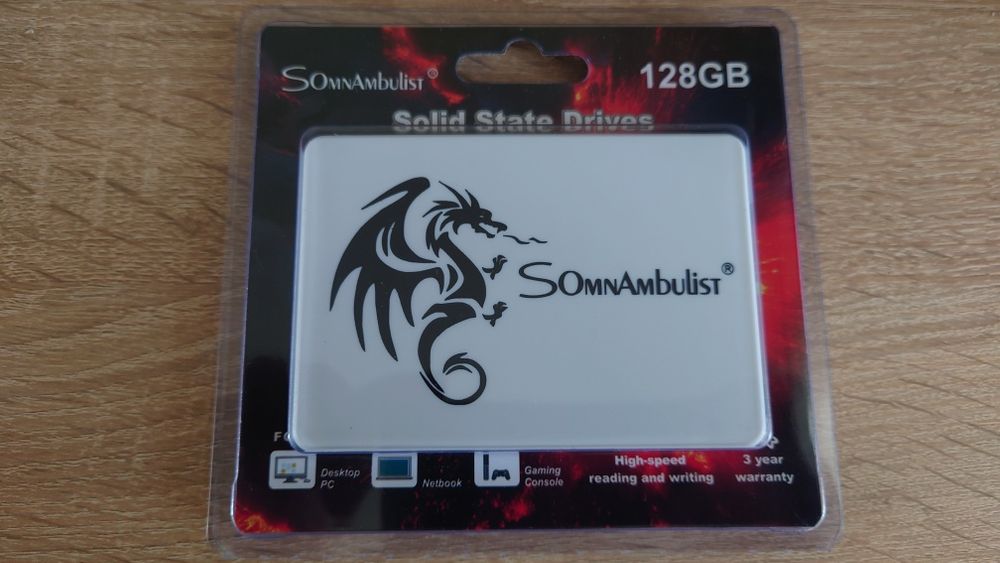 SOmnAmbulist®
128GB
Solid State Drives
SOmnAmbulist®
Desktop
PC
Netbook
Gaming
Console
High-speed
reading and writing
3 year
warranty